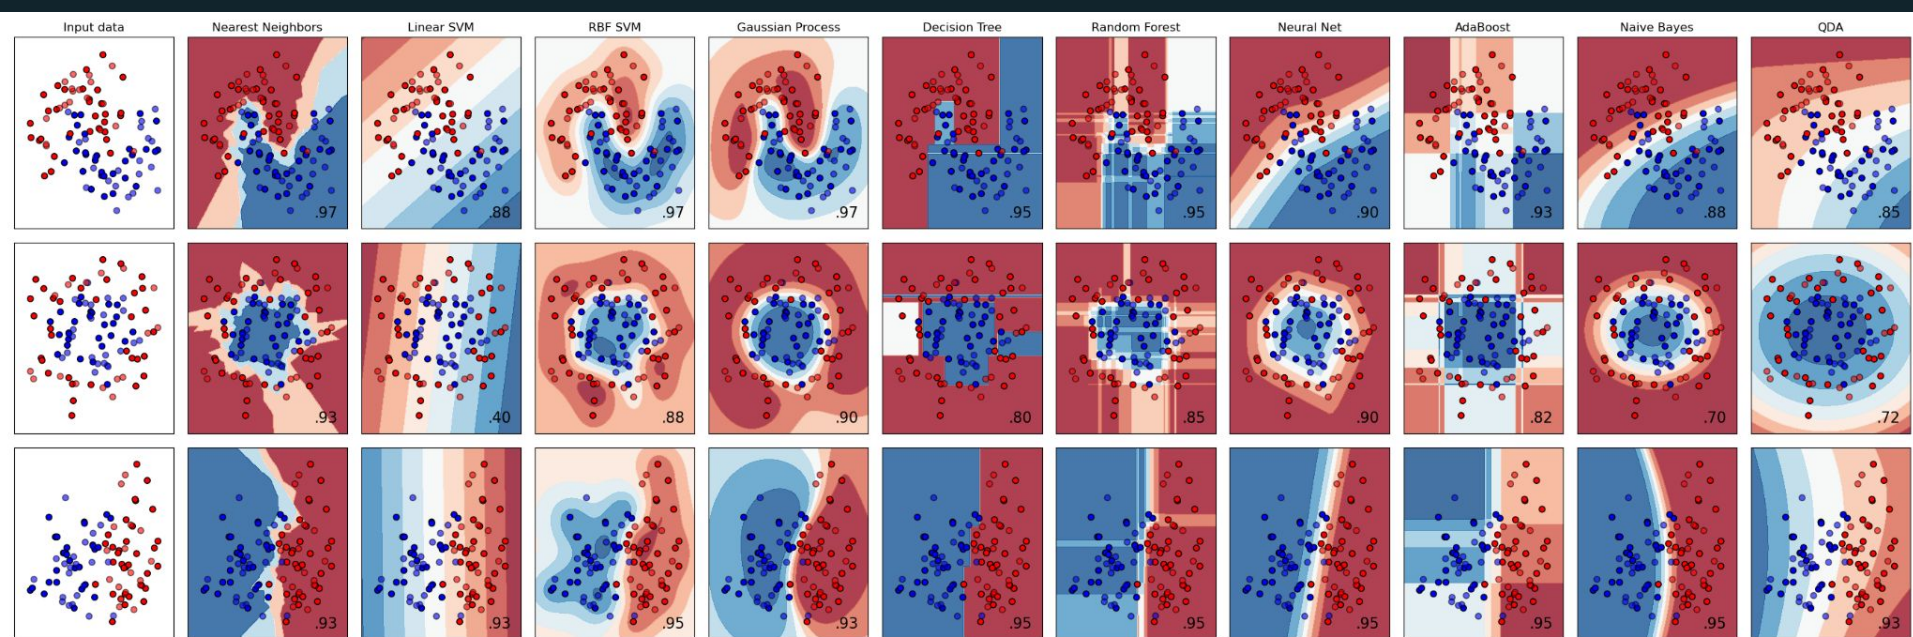 Input data Nearest Neighbors Linear SVM RBF SVM Gaussian Process Decision Tree Random Forest Neural Net AdaBoost Naive Bayes QDA
.97 .88 .97 .97 .95 .95 .90 .93 .88 .85
.93 .40 .88 .90 .80 .85 .90 .82 .70 .72
.93 .93 .95 .93 .95 .95 .95 .95 .95 .93